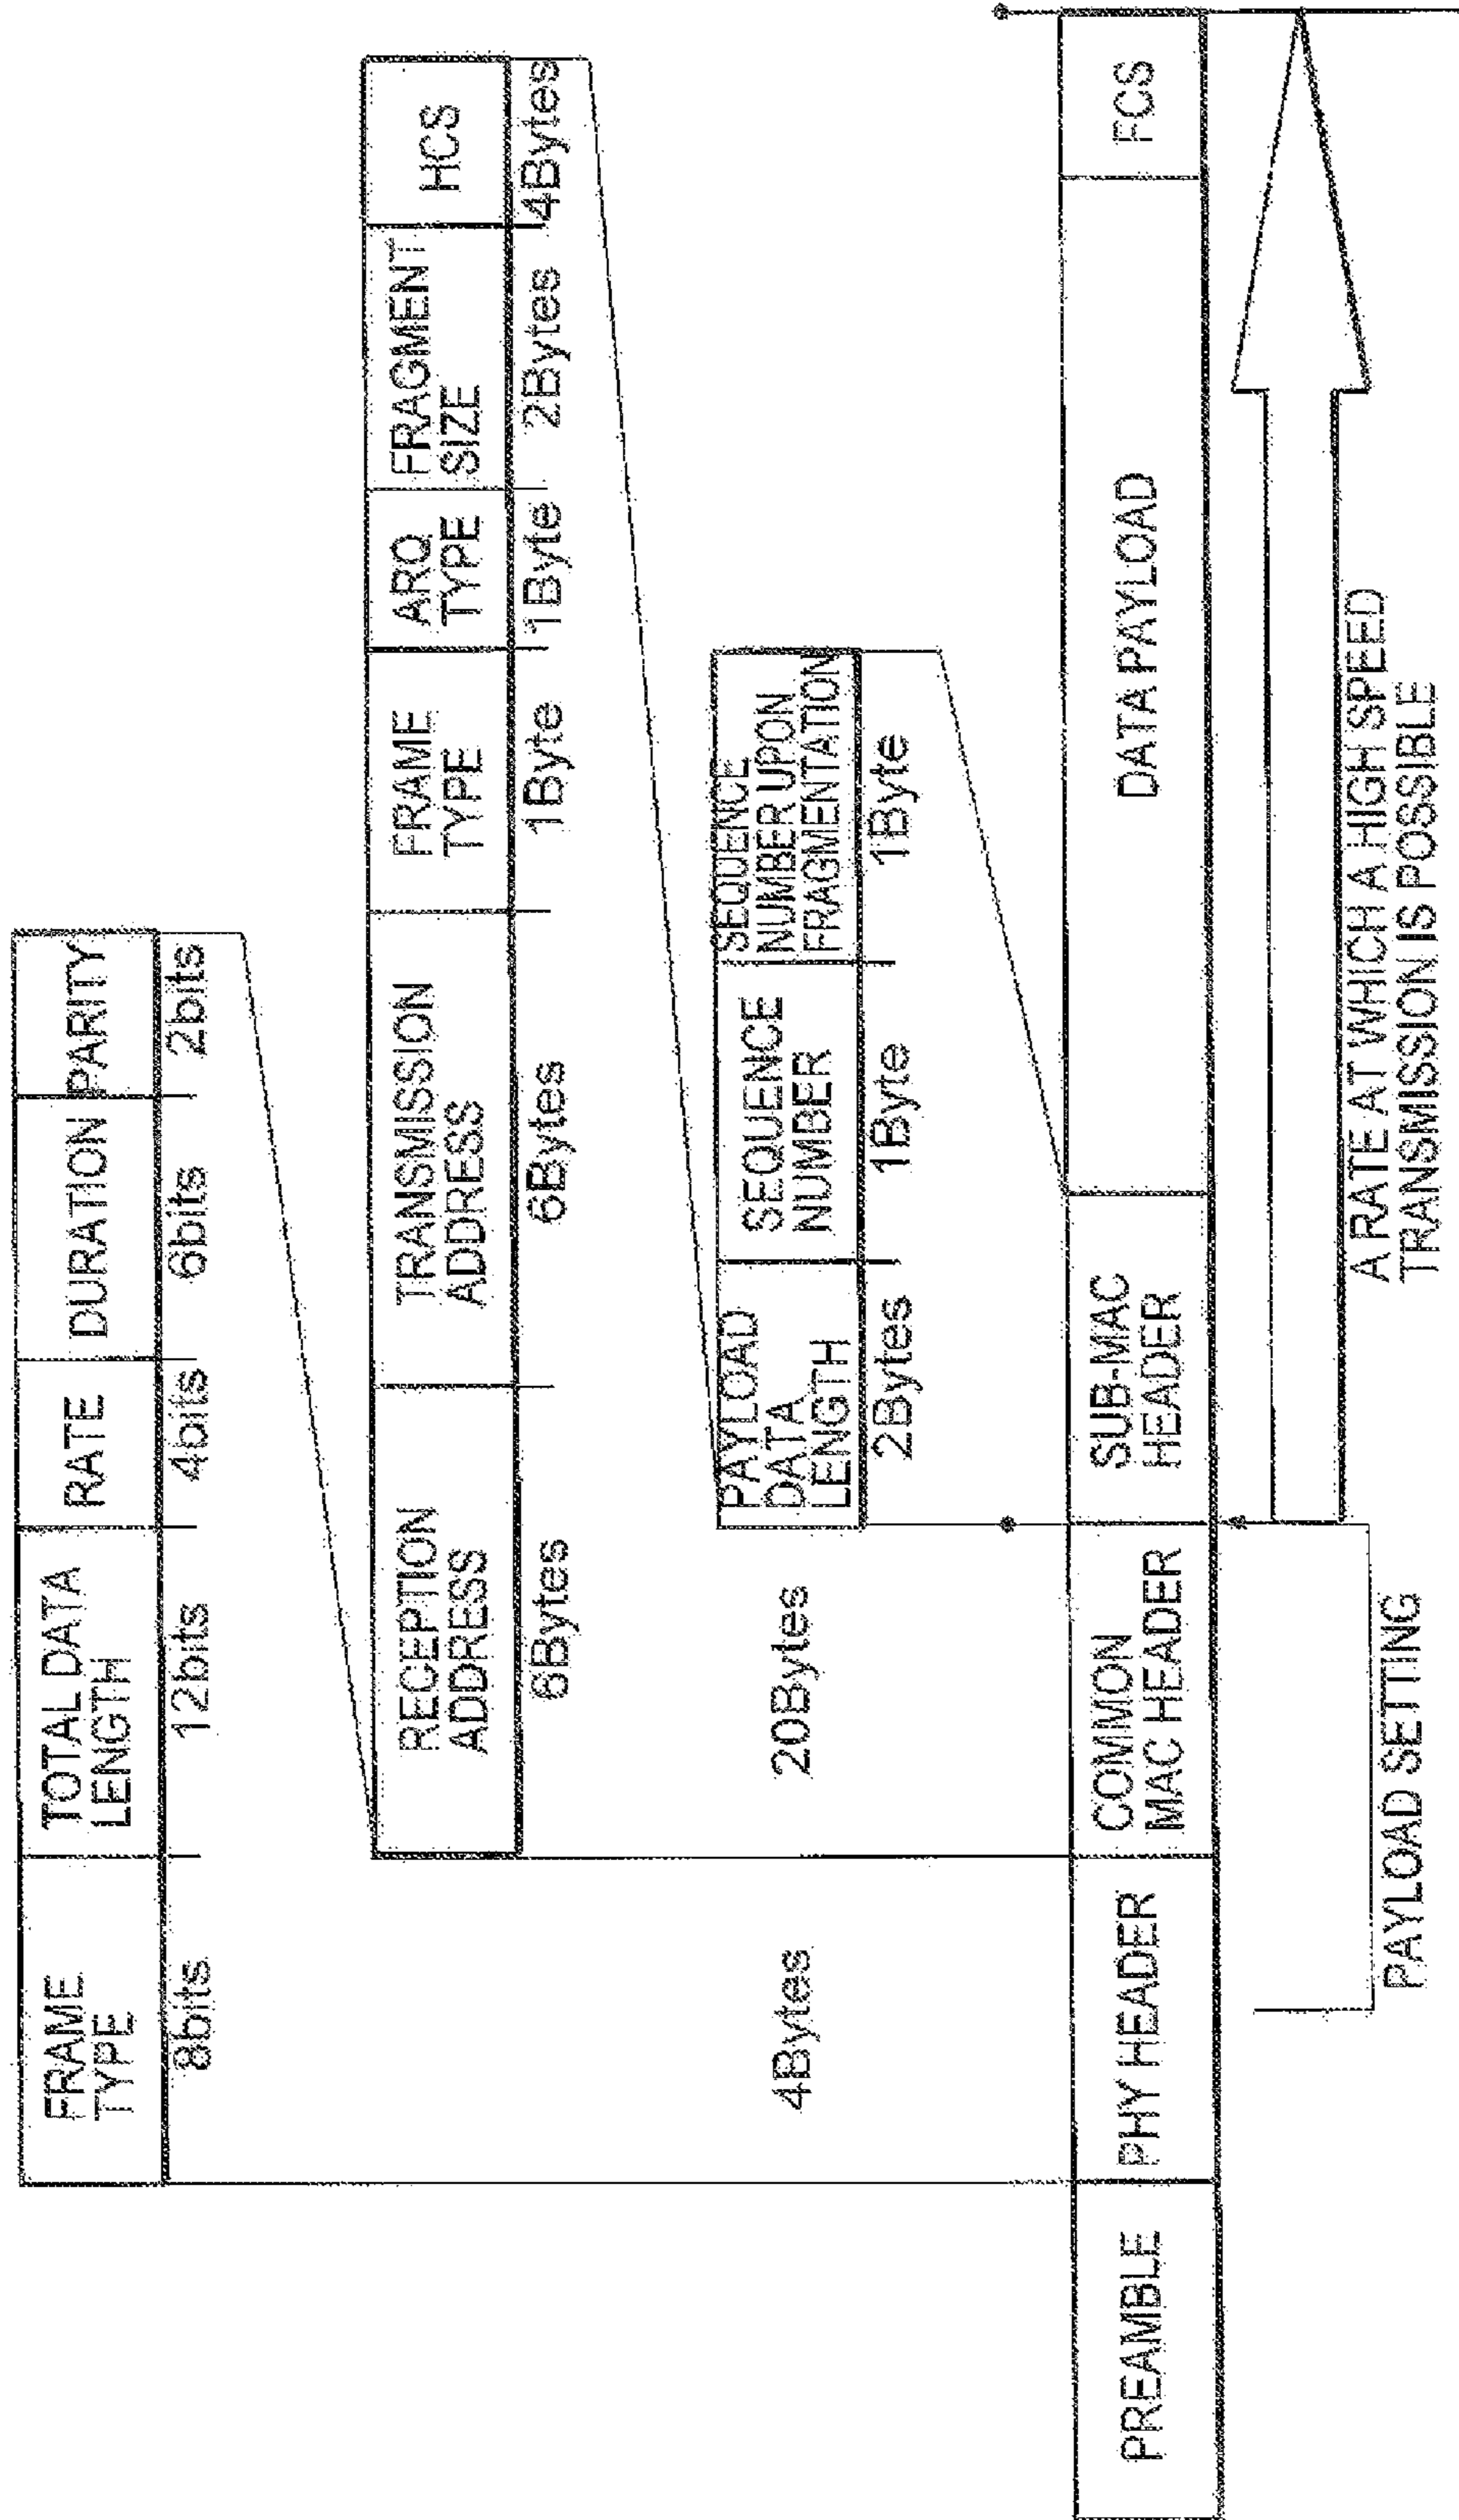 FRAME
TYPE
TOTAL DATA
LENGTH
RATE
DURATION
PARITY
8bits
12bits
4bits
6bits
2bits
RECEPTION
ADDRESS
TRANSMISSION
ADDRESS
FRAME
TYPE
ARQ
TYPE
FRAGMENT
SIZE
HCS
6Bytes
6Bytes
1Byte
1Byte
2Bytes
4Bytes
PAYLOAD
DATA
LENGTH
SEQUENCE
NUMBER
SEQUENCE
NUMBER UPON
FRAGMENTATION
4Bytes
20Bytes
2Bytes
1Byte
1Byte
PREAMBLE
PHY HEADER
COMMON
MAC HEADER
SUB-MAC
HEADER
DATA PAYLOAD
FCS
PAYLOAD SETTING
A RATE AT WHICH A HIGH SPEED
TRANSMISSION IS POSSIBLE